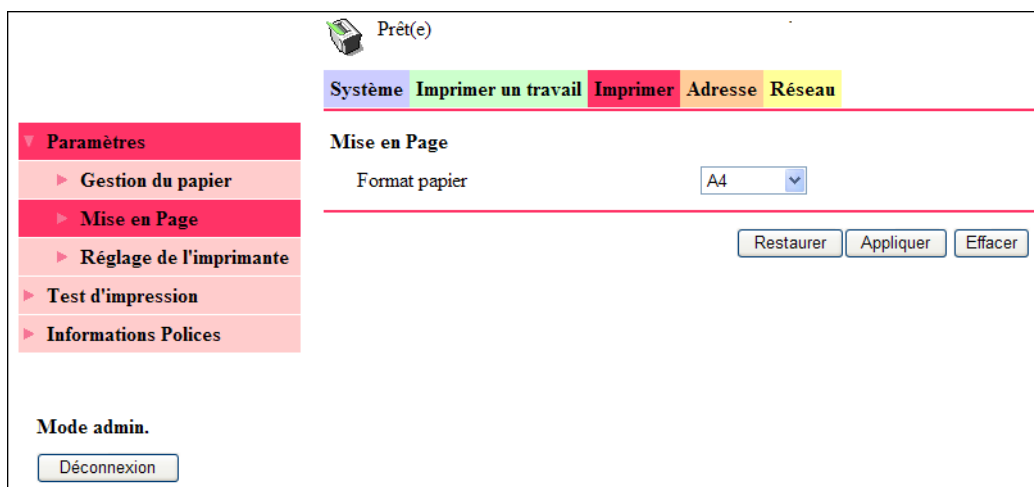 Prêt(e)
Système Imprimer un travail Imprimer Adresse Réseau
Paramètres
Gestion du papier
Mise en Page
Réglage de l'imprimante
Test d'impression
Informations Polices
Mode admin.
Déconnexion
Mise en Page
Format papier A4
Restaurer Appliquer Effacer